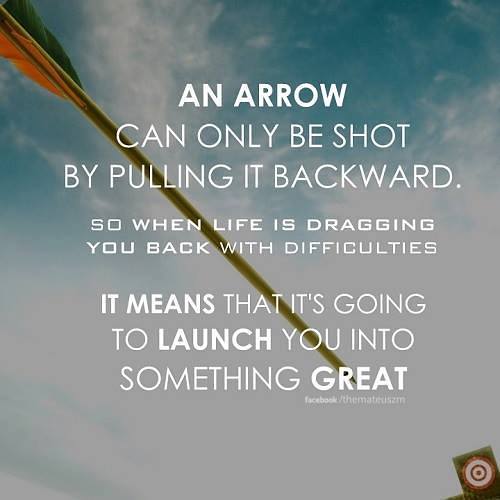 AN ARROW
CAN ONLY BE SHOT
BY PULLING IT BACKWARD.
SO WHEN LIFE IS DRAGGING
YOU BACK WITH DIFFICULTIES
IT MEANS THAT IT'S GOING
TO LAUNCH YOU INTO
SOMETHING GREAT
facebook /themateuszm